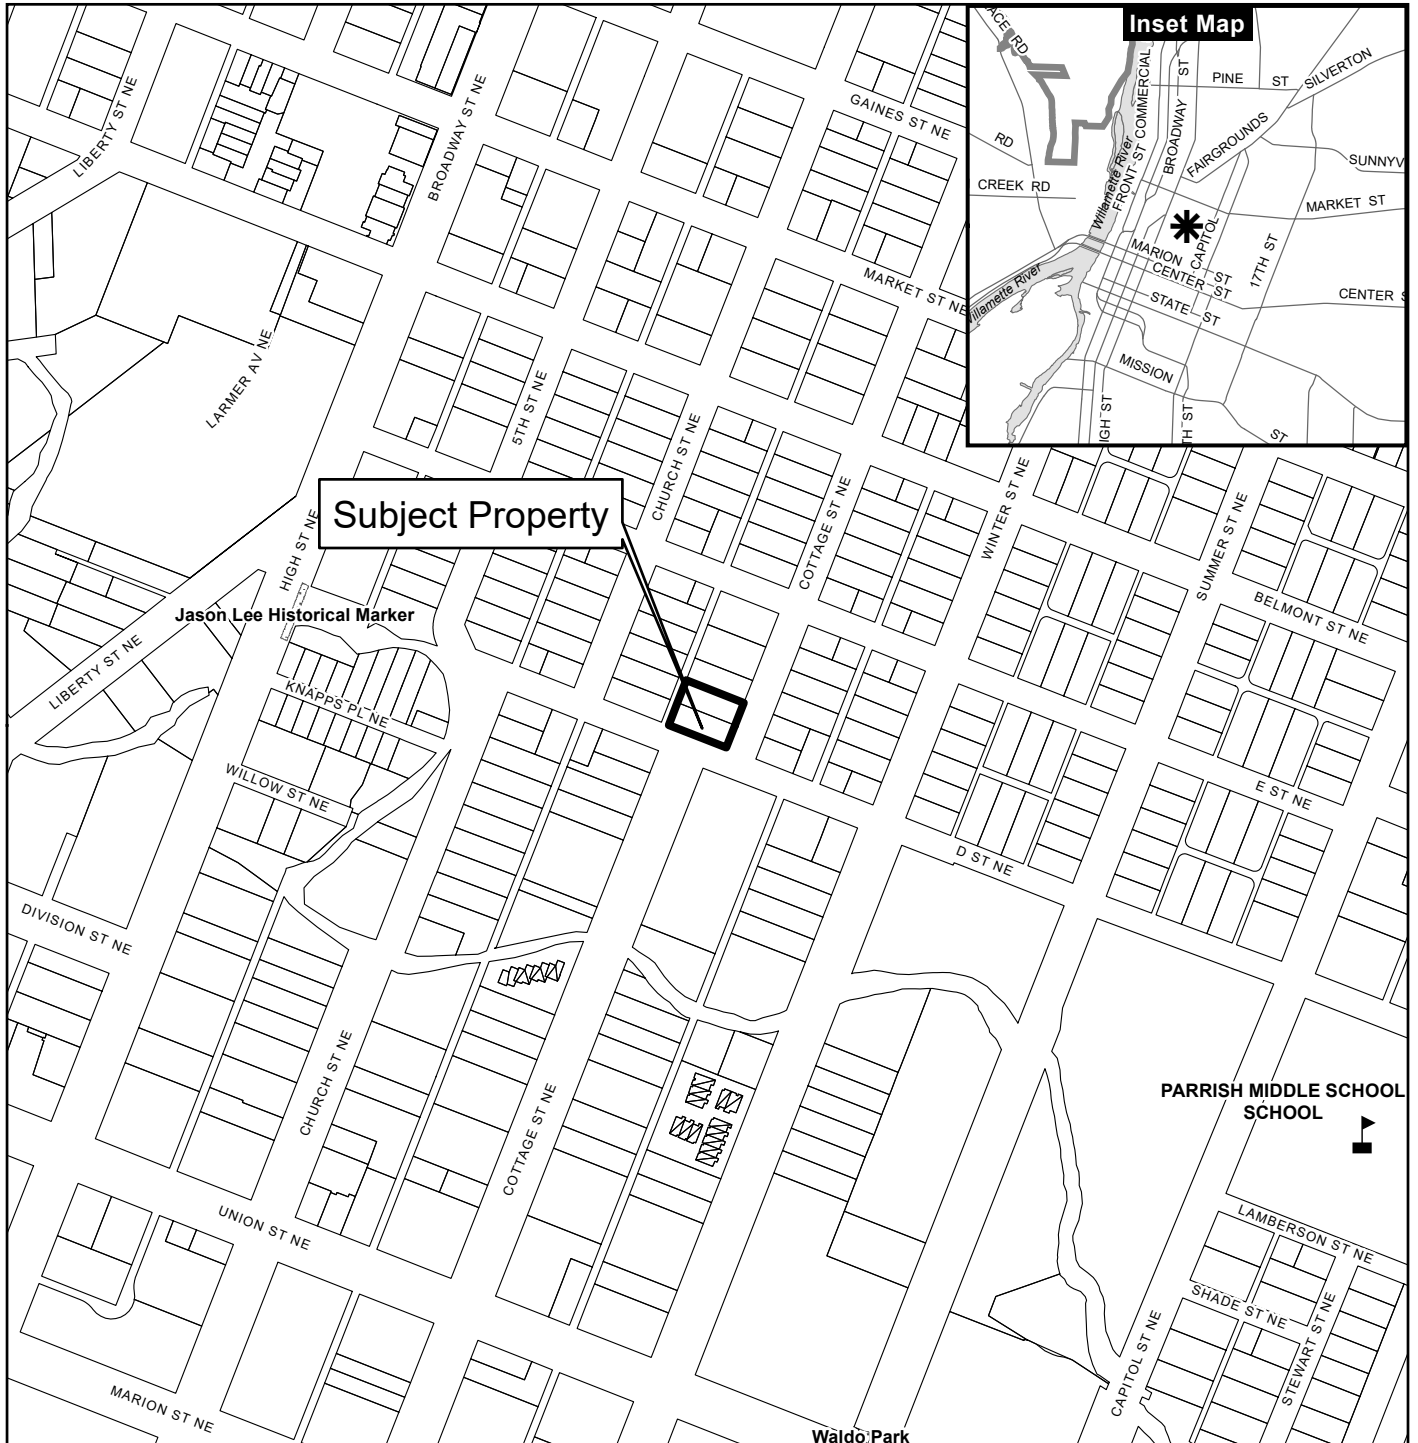 Inset Map
RD
PINE ST
SILVERTON
FRONT ST
COMMERCIAL
BROADWAY ST
FAIRGROUNDS
RD
SUNNYV
CREEK RD
MARKET ST
Willamette River
CAPITOL
17TH ST
MARION ST
CENTER ST
CENTER
STATE ST
Willamette River
MISSION ST
IGH ST
TH ST
LIBERTY ST NE
BROADWAY ST NE
GAINES ST NE
MARKET ST NE
LARMER AV NE
5TH ST NE
CHURCH ST NE
COTTAGE ST NE
WINTER ST NE
SUMMER ST NE
BELMONT ST NE
Subject Property
HIGH ST NE
Jason Lee Historical Marker
LIBERTY ST NE
KNAPPS PL NE
WILLOW ST NE
E ST NE
D ST NE
DIVISION ST NE
CHURCH ST NE
COTTAGE ST NE
PARRISH MIDDLE SCHOOL
SCHOOL
UNION ST NE
LAMBERSON ST NE
SHADE ST NE
STEWART ST NE
CAPITOL ST NE
MARION ST NE
Waldo Park